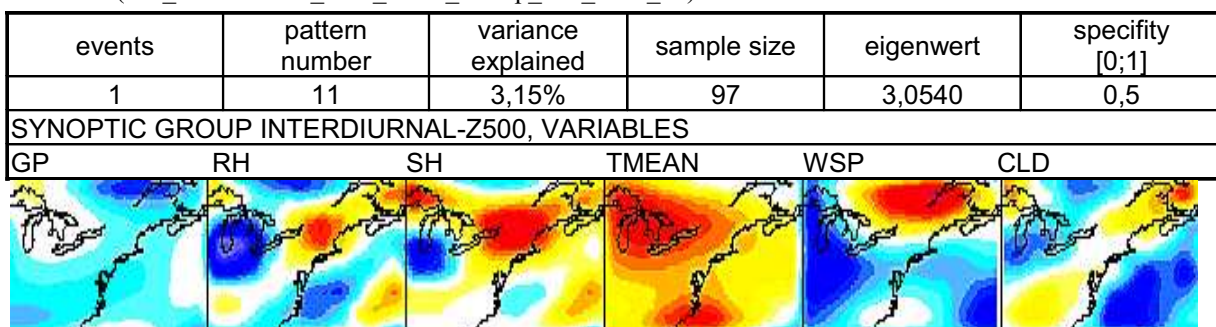 events pattern number variance explained sample size eigenwert specifity [0;1]
1 11 3,15% 97 3,0540 0,5
SYNOPTIC GROUP INTERDIURNAL-Z500, VARIABLES
GP RH SH TMEAN WSP CLD